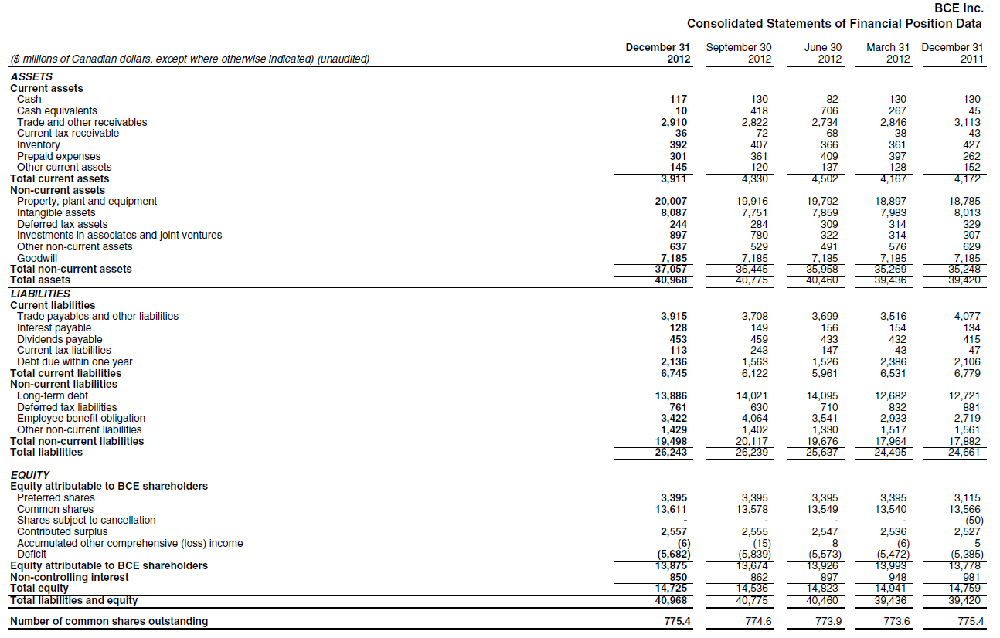 BCE Inc.
Consolidated Statements of Financial Position Data
December 31 September 30 June 30 March 31 December 31
($ millions of Canadian dollars, except where otherwise indicated) (unaudited) 2012 2012 2012 2012 2011
ASSETS
Current assets
Cash 117 130 82 130 130
Cash equivalents 10 418 706 267 45
Trade and other receivables 2,910 2,822 2,734 2,846 3,113
Current tax receivable 36 72 68 38 43
Inventory 392 407 366 361 427
Prepaid expenses 301 361 409 397 262
Other current assets 145 120 137 128 152
Total current assets 3,911 4,330 4,502 4,167 4,172
Non-current assets
Property, plant and equipment 20,007 19,916 19,792 18,897 18,785
Intangible assets 8,087 7,751 7,859 7,983 8,013
Deferred tax assets 244 284 309 314 329
Investments in associates and joint ventures 897 780 322 314 307
Other non-current assets 637 529 491 576 629
Goodwill 7,185 7,185 7,185 7,185 7,185
Total non-current assets 37,057 36,445 35,958 35,269 35,248
Total assets 40,968 40,775 40,460 39,436 39,420
LIABILITIES
Current liabilities
Trade payables and other liabilities 3,915 3,708 3,699 3,516 4,077
Interest payable 128 149 156 154 134
Dividends payable 453 459 433 432 415
Current tax liabilities 113 243 147 43 47
Debt due within one year 2,136 1,563 1,526 2,386 2,106
Total current liabilities 6,745 6,122 5,961 6,531 6,779
Non-current liabilities
Long-term debt 13,886 14,021 14,095 12,682 12,721
Deferred tax liabilities 761 630 710 832 881
Employee benefit obligation 3,422 4,064 3,541 2,933 2,719
Other non-current liabilities 1,429 1,402 1,330 1,517 1,561
Total non-current liabilities 19,498 20,117 19,676 17,964 17,882
Total liabilities 26,243 26,239 25,637 24,495 24,661
EQUITY
Equity attributable to BCE shareholders
Preferred shares 3,395 3,395 3,395 3,395 3,115
Common shares 13,611 13,578 13,549 13,540 13,566
Shares subject to cancellation - - - - (50)
Contributed surplus 2,557 2,555 2,547 2,536 2,527
Accumulated other comprehensive (loss) income (6) (15) 8 (6) 5
Deficit (5,682) (5,839) (5,573) (5,472) (5,385)
Equity attributable to BCE shareholders 13,875 13,674 13,926 13,993 13,778
Non-controlling interest 850 862 897 948 981
Total equity 14,725 14,536 14,823 14,941 14,759
Total liabilities and equity 40,968 40,775 40,460 39,436 39,420
Number of common shares outstanding 775.4 774.6 773.9 773.6 775.4